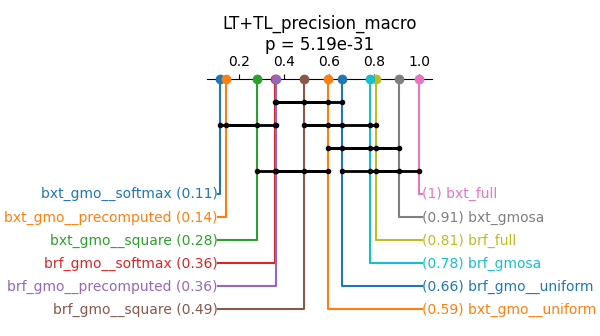 LT+TL_precision_macro
p = 5.19e-31
0.2 0.4 0.6 0.8 1.0
bxt_gmo__softmax (0.11) (1) bxt_full
bxt_gmo__precomputed (0.14) (0.91) bxt_gmosa
bxt_gmo__square (0.28) (0.81) brf_full
brf_gmo__softmax (0.36) (0.78) brf_gmosa
brf_gmo__precomputed (0.36) (0.66) brf_gmo__uniform
brf_gmo__square (0.49) (0.59) bxt_gmo__uniform